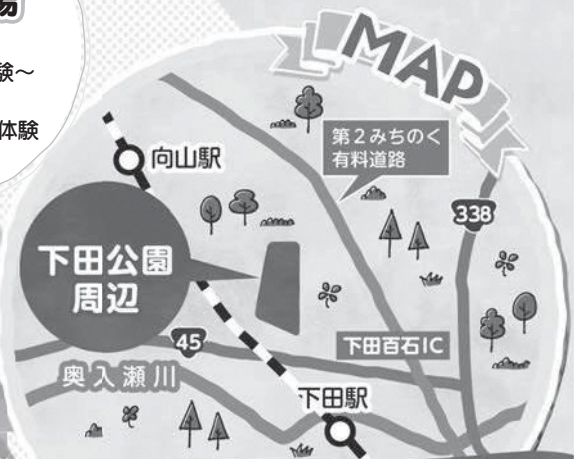 験〜
体験
MAP
向山駅
第2みちのく
有料道路
338
下田公園
周辺
45
下田百石IC
奥入瀬川
下田駅